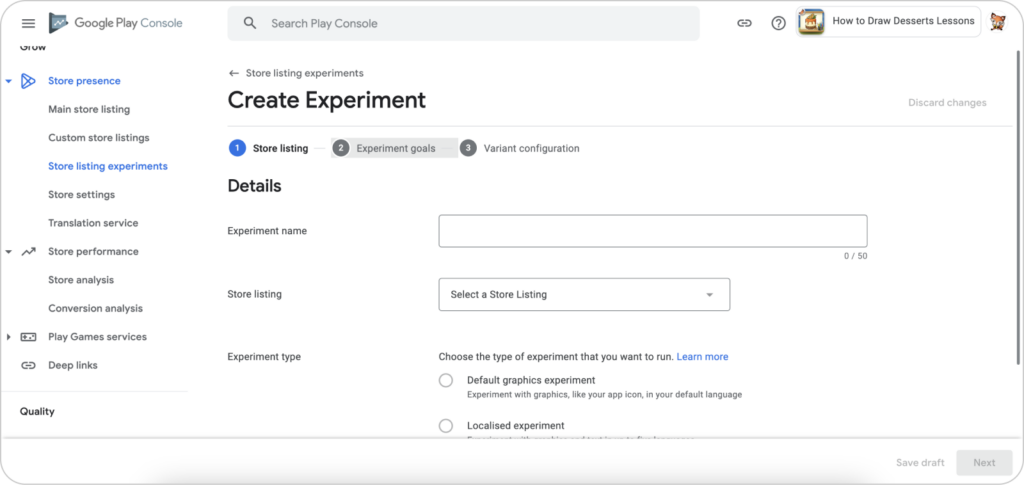 Google Play Console
Search Play Console
How to Draw Desserts Lessons
Grow
Store presence
Main store listing
Custom store listings
Store listing experiments
Store settings
Translation service
Store performance
Store analysis
Conversion analysis
Play Games services
Deep links
Quality
Store listing experiments
Create Experiment
Discard changes
1 Store listing 2 Experiment goals 3 Variant configuration
Details
Experiment name
0 / 50
Store listing Select a Store Listing
Experiment type Choose the type of experiment that you want to run. Learn more
Default graphics experiment
Experiment with graphics, like your app icon, in your default language
Localised experiment
Save draft Next